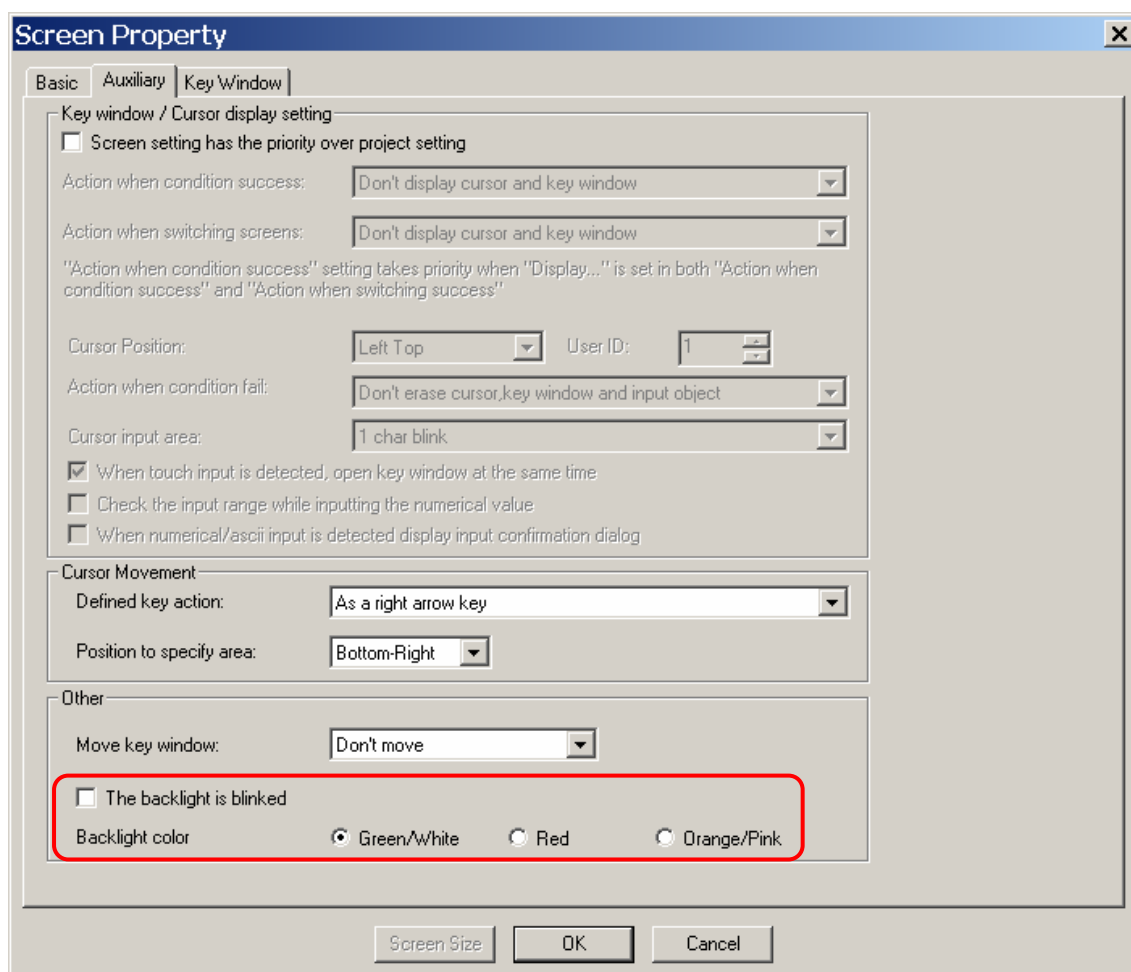 Screen Property
Basic Auxiliary Key Window
Key window / Cursor display setting
Screen setting has the priority over project setting
Action when condition success: Don't display cursor and key window
Action when switching screens: Don't display cursor and key window
"Action when condition success" setting takes priority when "Display..." is set in both "Action when
condition success" and "Action when switching success"
Cursor Position: Left Top User ID: 1
Action when condition fail: Don't erase cursor,key window and input object
Cursor input area: 1 char blink
When touch input is detected, open key window at the same time
Check the input range while inputting the numerical value
When numerical/ascii input is detected display input confirmation dialog
Cursor Movement
Defined key action: As a right arrow key
Position to specify area: Bottom-Right
Other
Move key window: Don't move
The backlight is blinked
Backlight color Green/White Red Orange/Pink
Screen Size OK Cancel